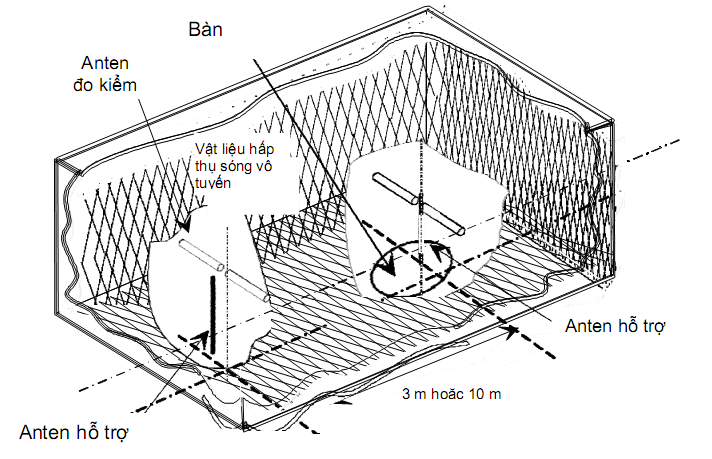 Bàn
Anten
đo kiểm
Vật liệu hấp
thụ sóng vô
tuyến
Anten hỗ trợ
3 m hoăc 10 m
Anten hỗ trợ